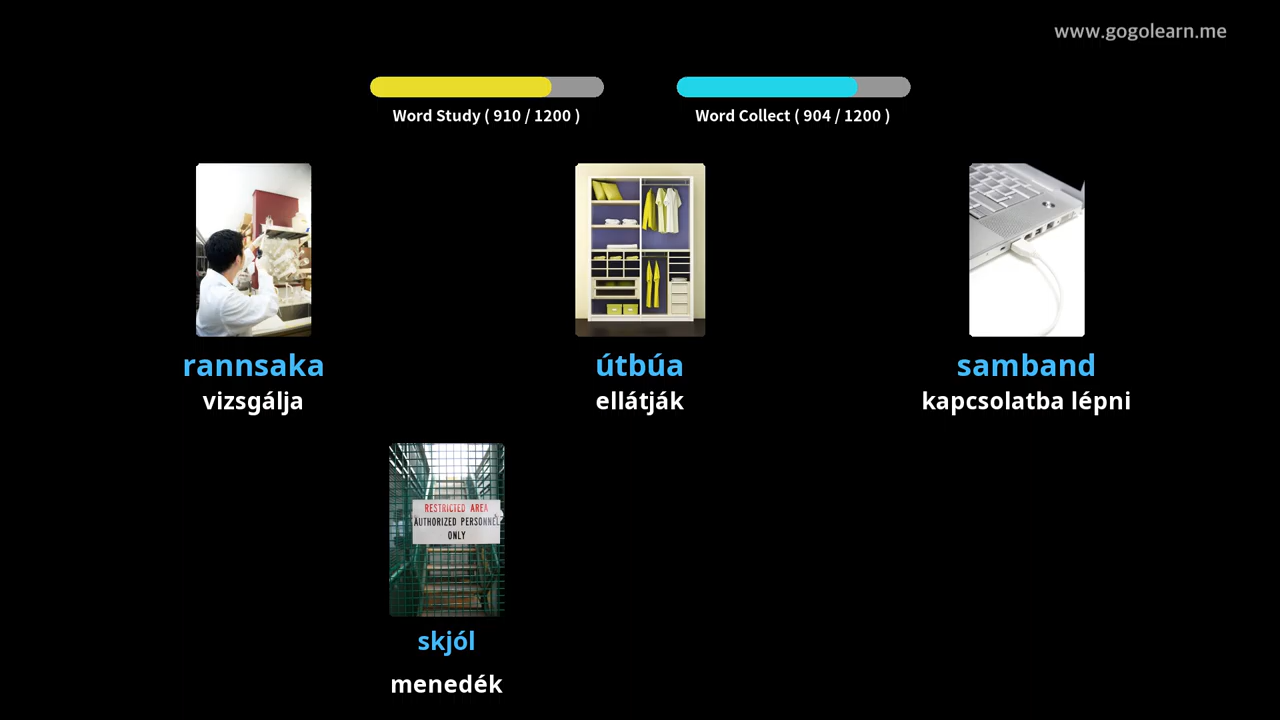 www.gogolearn.me
Word Study ( 910 / 1200 )
Word Collect ( 904 / 1200 )
rannsaka
vizsgálja
útbúa
ellátják
samband
kapcsolatba lépni
RESTRICTED AREA
AUTHORIZED PERSONNEL
ONLY
skjól
menedék